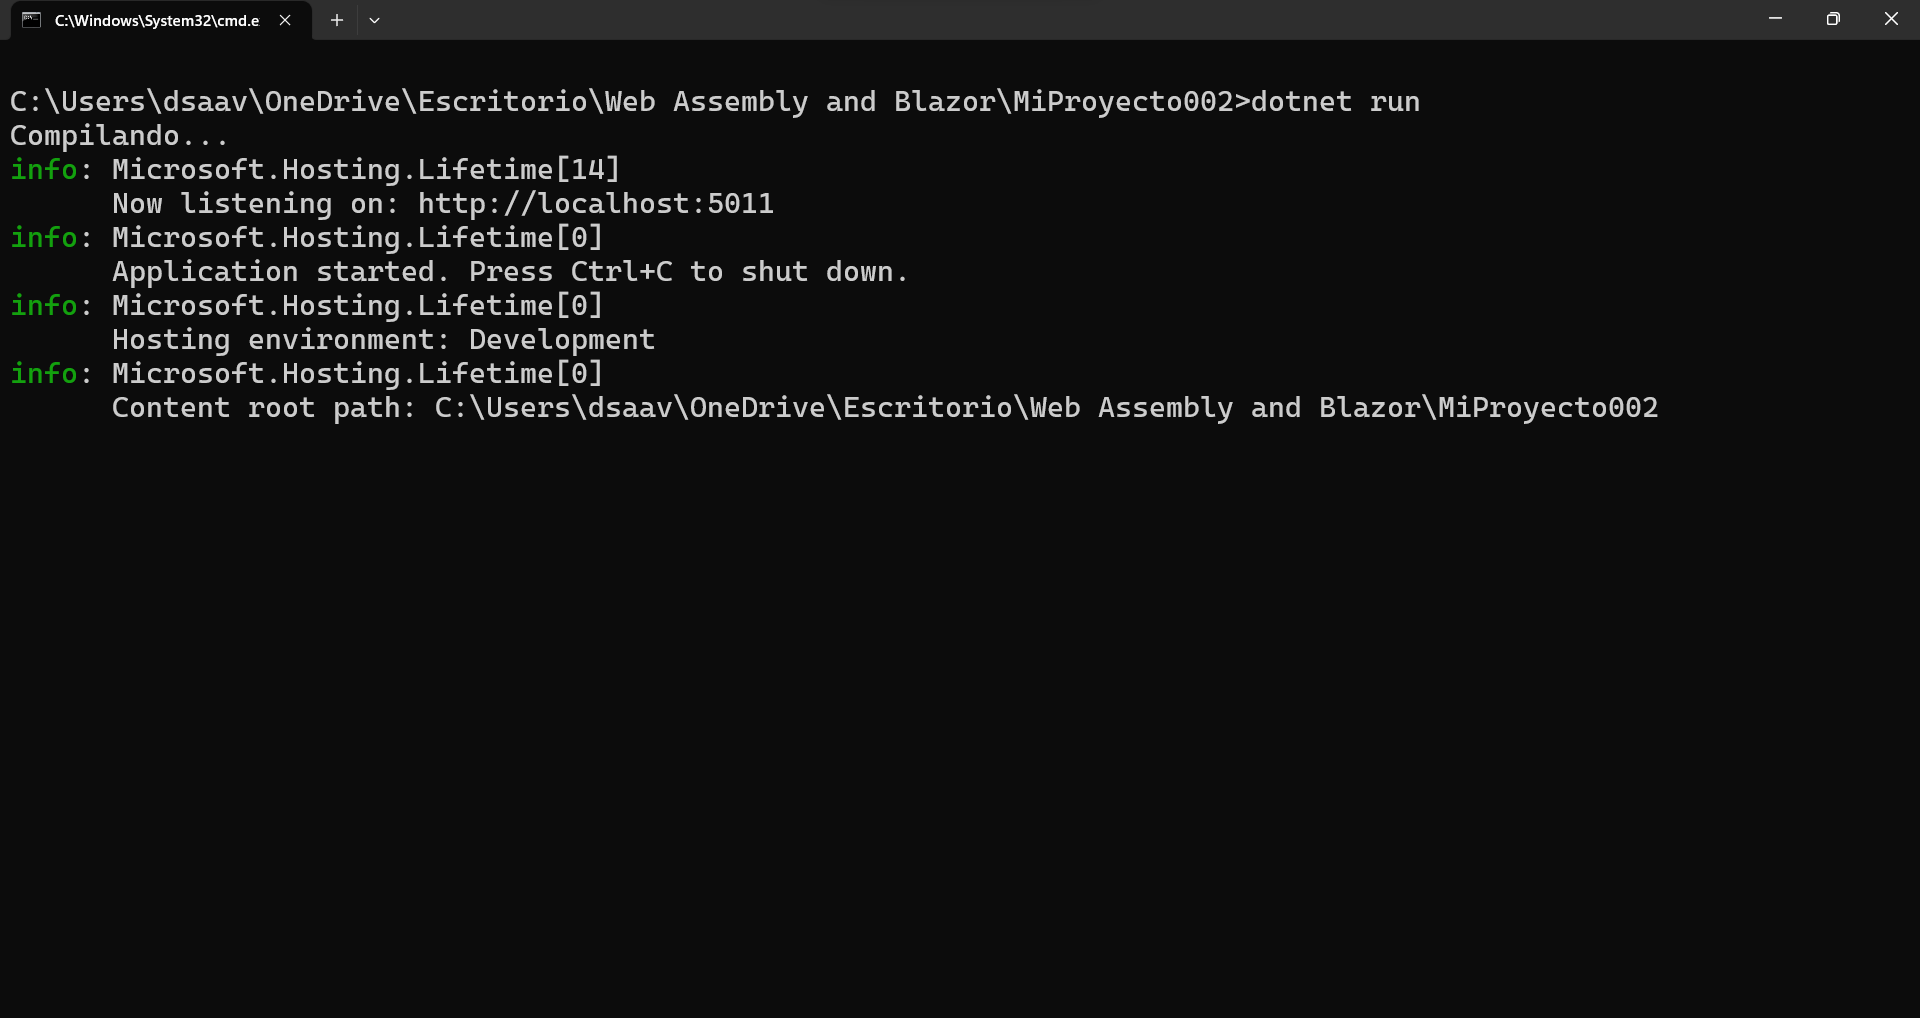 C:\Windows\System32\cmd.e
C:\Users\dsaav\OneDrive\Escritorio\Web Assembly and Blazor\MiProyecto002>dotnet run
Compilando...
info: Microsoft.Hosting.Lifetime[14]
      Now listening on: http://localhost:5011
info: Microsoft.Hosting.Lifetime[0]
      Application started. Press Ctrl+C to shut down.
info: Microsoft.Hosting.Lifetime[0]
      Hosting environment: Development
info: Microsoft.Hosting.Lifetime[0]
      Content root path: C:\Users\dsaav\OneDrive\Escritorio\Web Assembly and Blazor\MiProyecto002